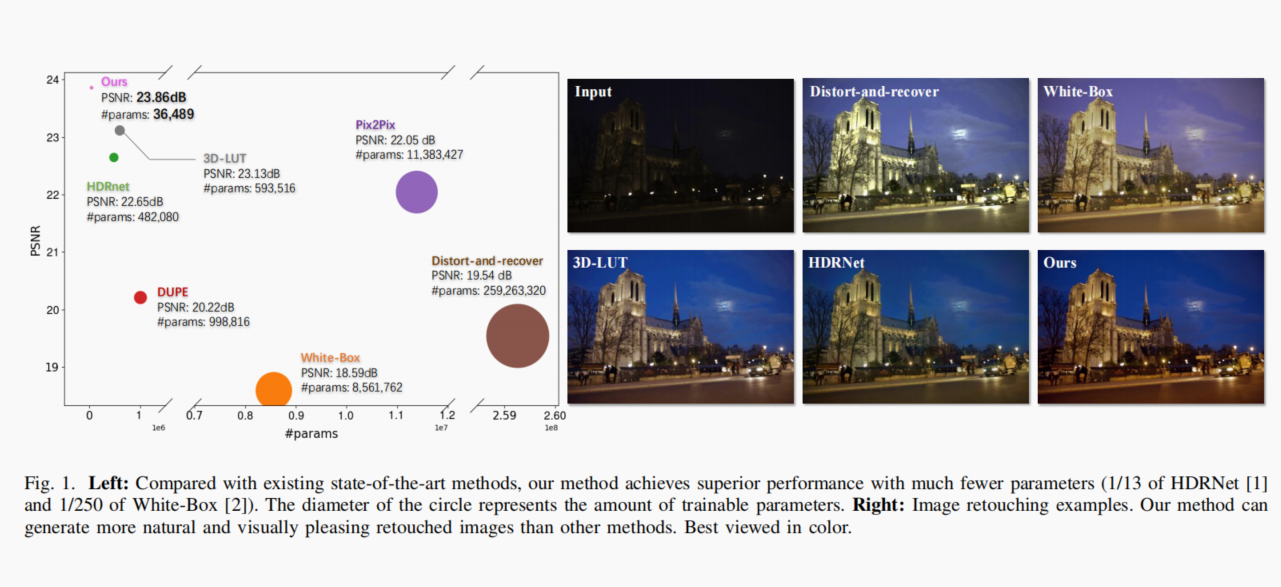 24
23
22
21
20
19
PSNR
Ours
PSNR: 23.86dB
#params: 36,489
3D-LUT
PSNR: 23.13dB
#params: 593,516
HDRnet
PSNR: 22.65dB
#params: 482,080
Pix2Pix
PSNR: 22.05 dB
#params: 11,383,427
DUPE
PSNR: 20.22dB
#params: 998,816
Distort-and-recover
PSNR: 19.54 dB
#params: 259,263,320
White-Box
PSNR: 18.59dB
#params: 8,561,762
0 1 0.7 0.8 0.9 1.0 1.1 1.2 2.59 2.60
1e6 1e7 1e8
#params
Input
Distort-and-recover
White-Box
3D-LUT
HDRNet
Ours
Fig. 1. Left: Compared with existing state-of-the-art methods, our method achieves superior performance with much fewer parameters (1/13 of HDRNet [1]
and 1/250 of White-Box [2]). The diameter of the circle represents the amount of trainable parameters. Right: Image retouching examples. Our method can
generate more natural and visually pleasing retouched images than other methods. Best viewed in color.